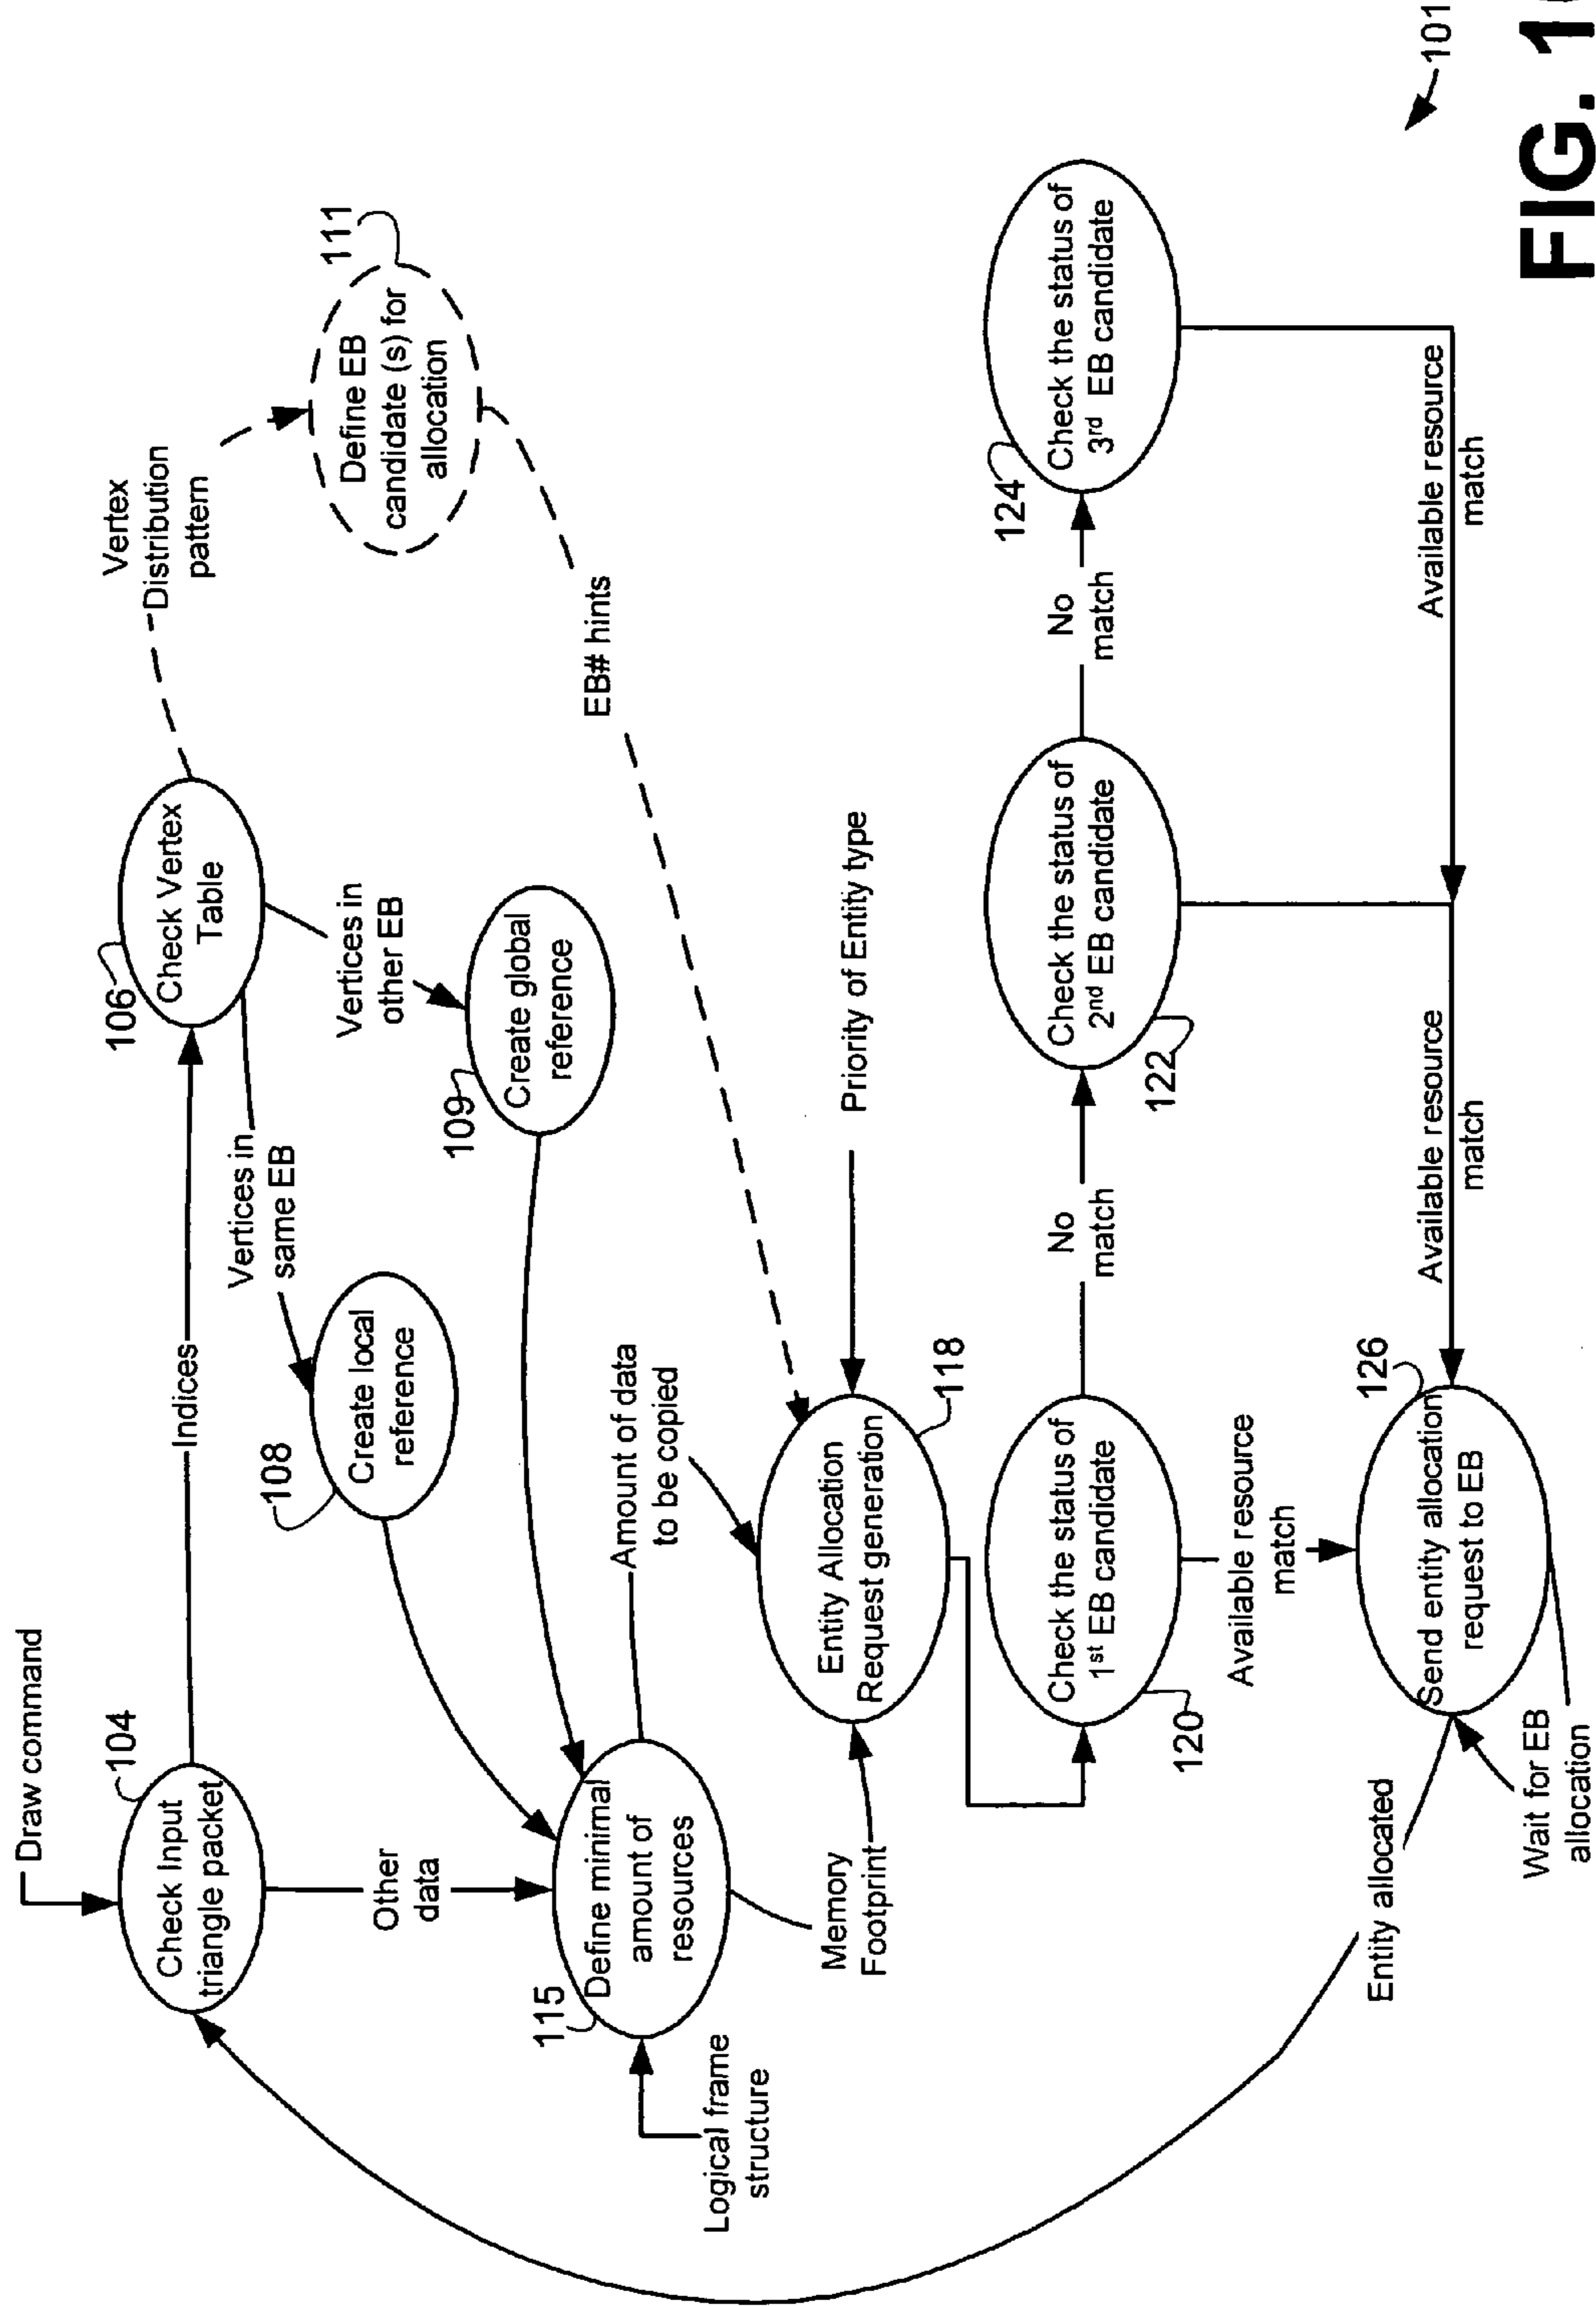 Draw command
104
Check Input
triangle packet
Indices
106
Check Vertex
Table
Vertex
Distribution
pattern
111
Define EB
candidate (s) for
allocation
Vertices in
same EB
Vertices in
other EB
108
Create local
reference
109
Create global
reference
EB# hints
Other
data
115
Define minimal
amount of
resources
Logical frame
structure
Amount of data
to be copied
Memory
Footprint
Priority of Entity type
Entity Allocation
Request generation
118
120
Check the status of
1st EB candidate
No
match
122
Check the status of
2nd EB candidate
No
match
124
Check the status of
3rd EB candidate
Available resource
match
Available resource
match
Available resource
match
126
Send entity allocation
request to EB
Entity allocated
Wait for EB
allocation
101
FIG. 1